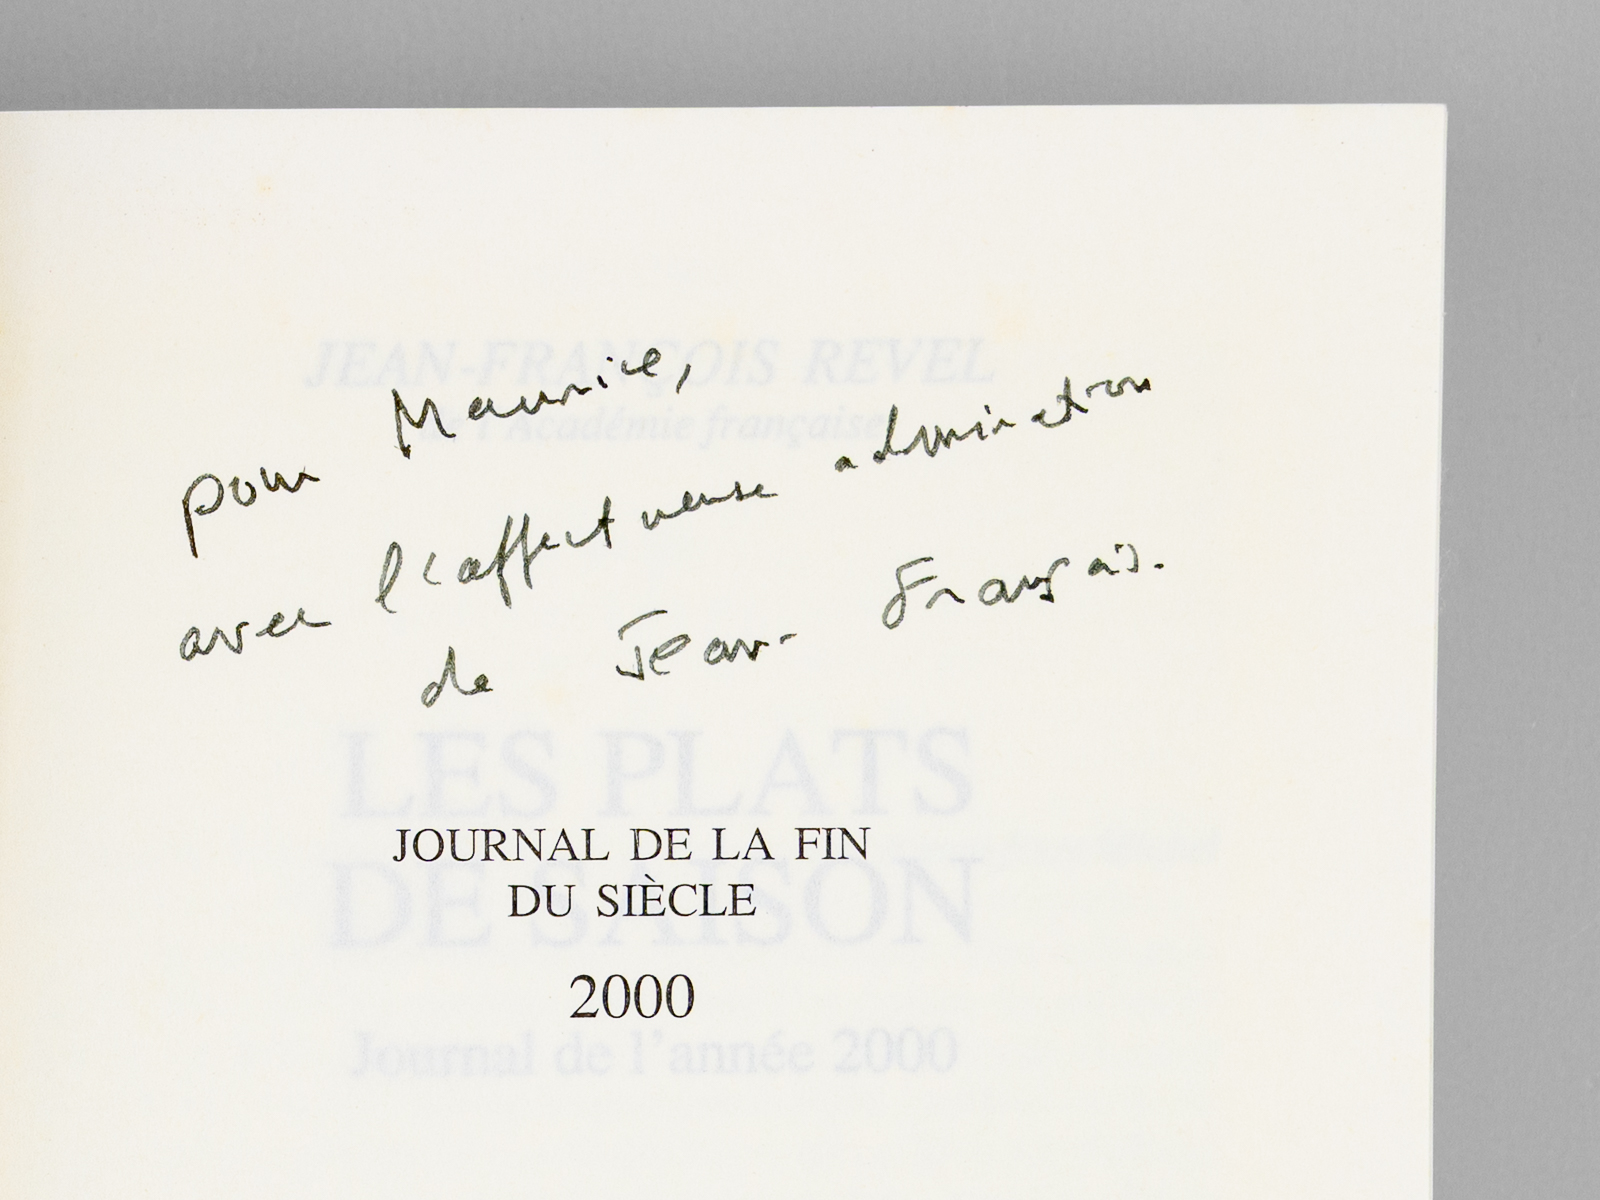 pour Maurice,
avec l'affectueuse admiration
de Jean-François.
JEAN-FRANÇOIS REVEL
de l'Académie française
LES PLATS
DE SAISON
Journal de l'année 2000
JOURNAL DE LA FIN
DU SIÈCLE
2000